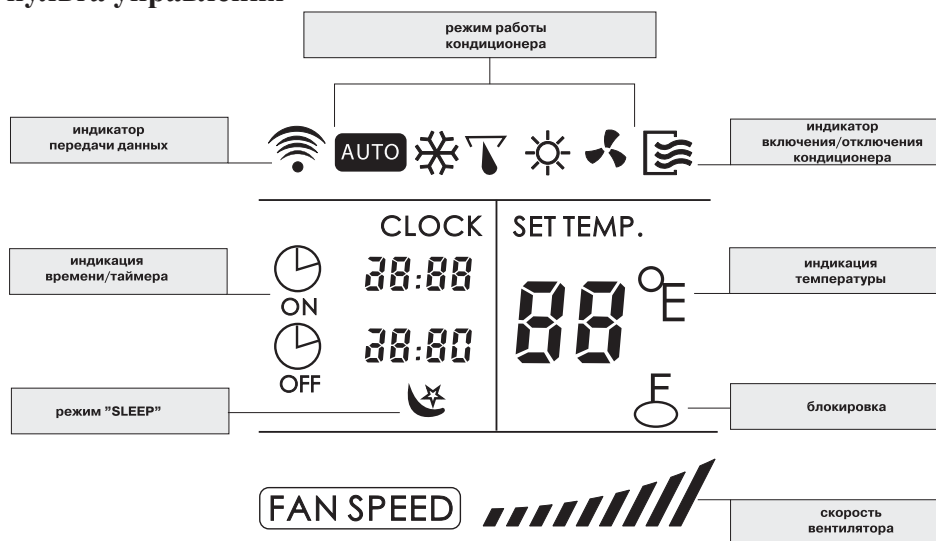 пульта управления
режим работы
кондиционера
индикатор
передачи данных
AUTO
индикатор
включения/отключения
кондиционера
CLOCK
SET TEMP.
индикация
времени/таймера
ON
88:88
88
°E
индикация
температуры
OFF
88:80
режим "SLEEP"
блокировка
FAN SPEED
скорость
вентилятора